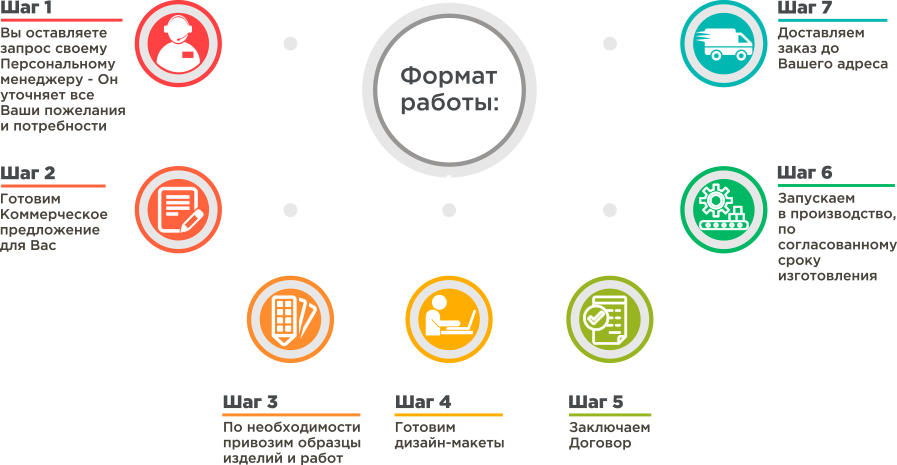 Формат
работы:
Шаг 1
Вы оставляете
запрос своему
Персональному
менеджеру - Он
уточняет все
Ваши пожелания
и потребности
Шаг 2
Готовим
Коммерческое
предложение
для Вас
Шаг 3
По необходимости
привозим образцы
изделий и работ
Шаг 4
Готовим
дизайн-макеты
Шаг 5
Заключаем
Договор
Шаг 6
Запускаем
в производство,
по
согласованному
сроку
изготовления
Шаг 7
Доставляем
заказ до
Вашего адреса